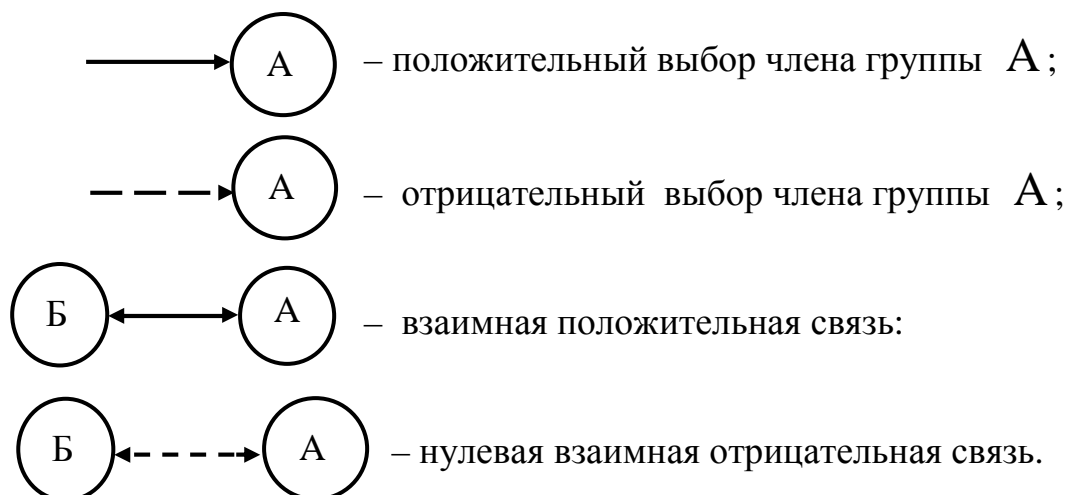 А – положительный выбор члена группы А;
А – отрицательный выбор члена группы А;
Б А – взаимная положительная связь:
Б А – нулевая взаимная отрицательная связь.